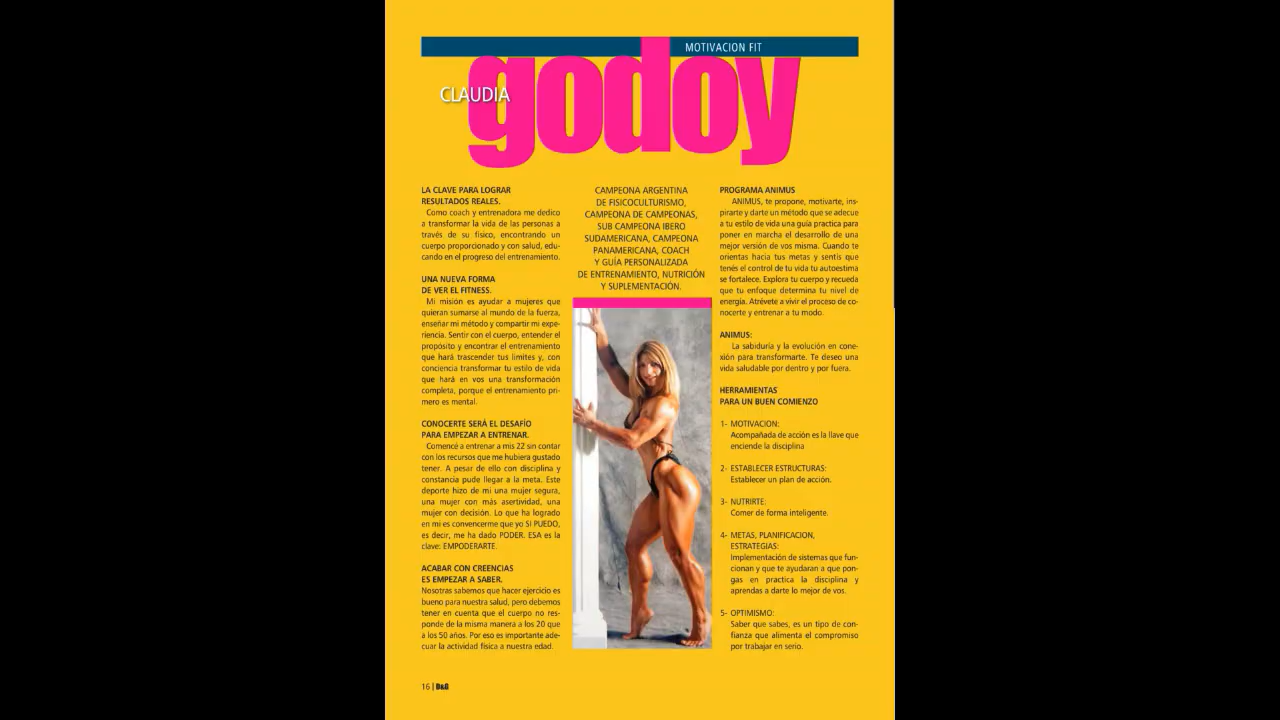 MOTIVACION FIT
CLAUDIA
godoy
LA CLAVE PARA LOGRAR
RESULTADOS REALES.
Como coach y entrenadora me dedico
a transformar la vida de las personas a
través de su físico, encontrando un
cuerpo proporcionado y con salud, edu-
cando en el progreso del entrenamiento.
UNA NUEVA FORMA
DE VER EL FITNESS.
Mi misión es ayudar a mujeres que
quieran sumarse al mundo de la fuerza,
enseñar mi método y compartir mi expe-
riencia. Sentir con el cuerpo, entender el
propósito y encontrar el entrenamiento
que hará trascender tus limites y, con
conciencia transformar tu estilo de vida
que hará en vos una transformación
completa, porque el entrenamiento pri-
mero es mental.
CONOCERTE SERÁ EL DESAFÍO
PARA EMPEZAR A ENTRENAR.
Comencé a entrenar a mis 22 sin contar
con los recursos que me hubiera gustado
tener. A pesar de ello con disciplina y
constancia pude llegar a la meta. Este
deporte hizo de mi una mujer segura,
una mujer con más asertividad, una
mujer con decisión. Lo que ha logrado
en mi es convencerme que yo SI PUEDO,
es decir, me ha dado PODER. ESA es la
clave: EMPODERARTE.
ACABAR CON CREENCIAS
ES EMPEZAR A SABER.
Nosotras sabemos que hacer ejercicio es
bueno para nuestra salud, pero debemos
tener en cuenta que el cuerpo no res-
ponde de la misma manera a los 20 que
a los 50 años. Por eso es importante ade-
cuar la actividad física a nuestra edad.
CAMPEONA ARGENTINA
DE FISICOCULTURISMO,
CAMPEONA DE CAMPEONAS,
SUB CAMPEONA IBERO
SUDAMERICANA, CAMPEONA
PANAMERICANA, COACH
Y GUÍA PERSONALIZADA
DE ENTRENAMIENTO, NUTRICIÓN
Y SUPLEMENTACIÓN.
PROGRAMA ANIMUS
ANIMUS, te propone, motivarte, ins-
pirarte y darte un método que se adecue
a tu estilo de vida una guía practica para
poner en marcha el desarrollo de una
mejor versión de vos misma. Cuando te
orientas hacia tus metas y sentis que
tenés el control de tu vida tu autoestima
se fortalece. Explora tu cuerpo y recueda
que tu enfoque determina tu nivel de
energía. Atrévete a vivir el proceso de co-
nocerte y entrenar a tu modo.
ANIMUS:
La sabiduría y la evolución en cone-
xión para transformarte. Te deseo una
vida saludable por dentro y por fuera.
HERRAMIENTAS
PARA UN BUEN COMIENZO
1- MOTIVACION:
Acompañada de acción es la llave que
enciende la disciplina
2- ESTABLECER ESTRUCTURAS:
Establecer un plan de acción.
3- NUTRIRTE:
Comer de forma inteligente.
4- METAS, PLANIFICACION,
ESTRATEGIAS:
Implementación de sistemas que fun-
cionan y que te ayudaran a que pon-
gas en practica la disciplina y
aprendas a darte lo mejor de vos.
5- OPTIMISMO:
Saber que sabes, es un tipo de con-
fianza que alimenta el compromiso
por trabajar en serio.
16 | D&G